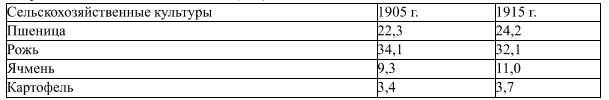 Сельскохозяйственные культуры 1905 г. 1915 г.
Пшеница 22,3 24,2
Рожь 34,1 32,1
Ячмень 9,3 11,0
Картофель 3,4 3,7